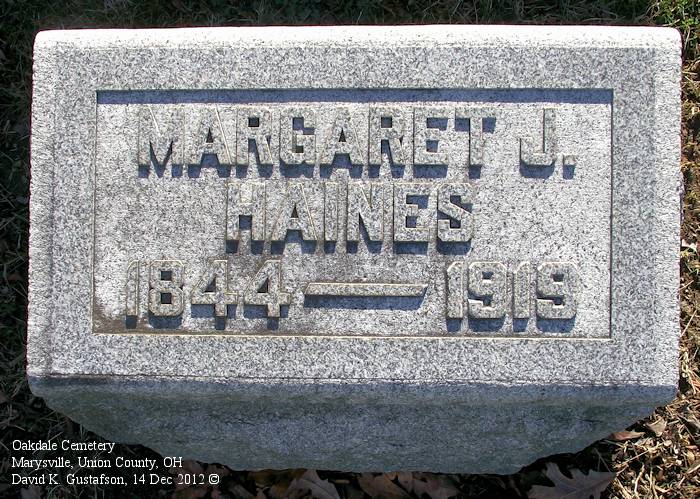 MARGARET J.
HAINES
1844 — 1919
Oakdale Cemetery
Marysville, Union County, OH
David K. Gustafson, 14 Dec 2012 ©